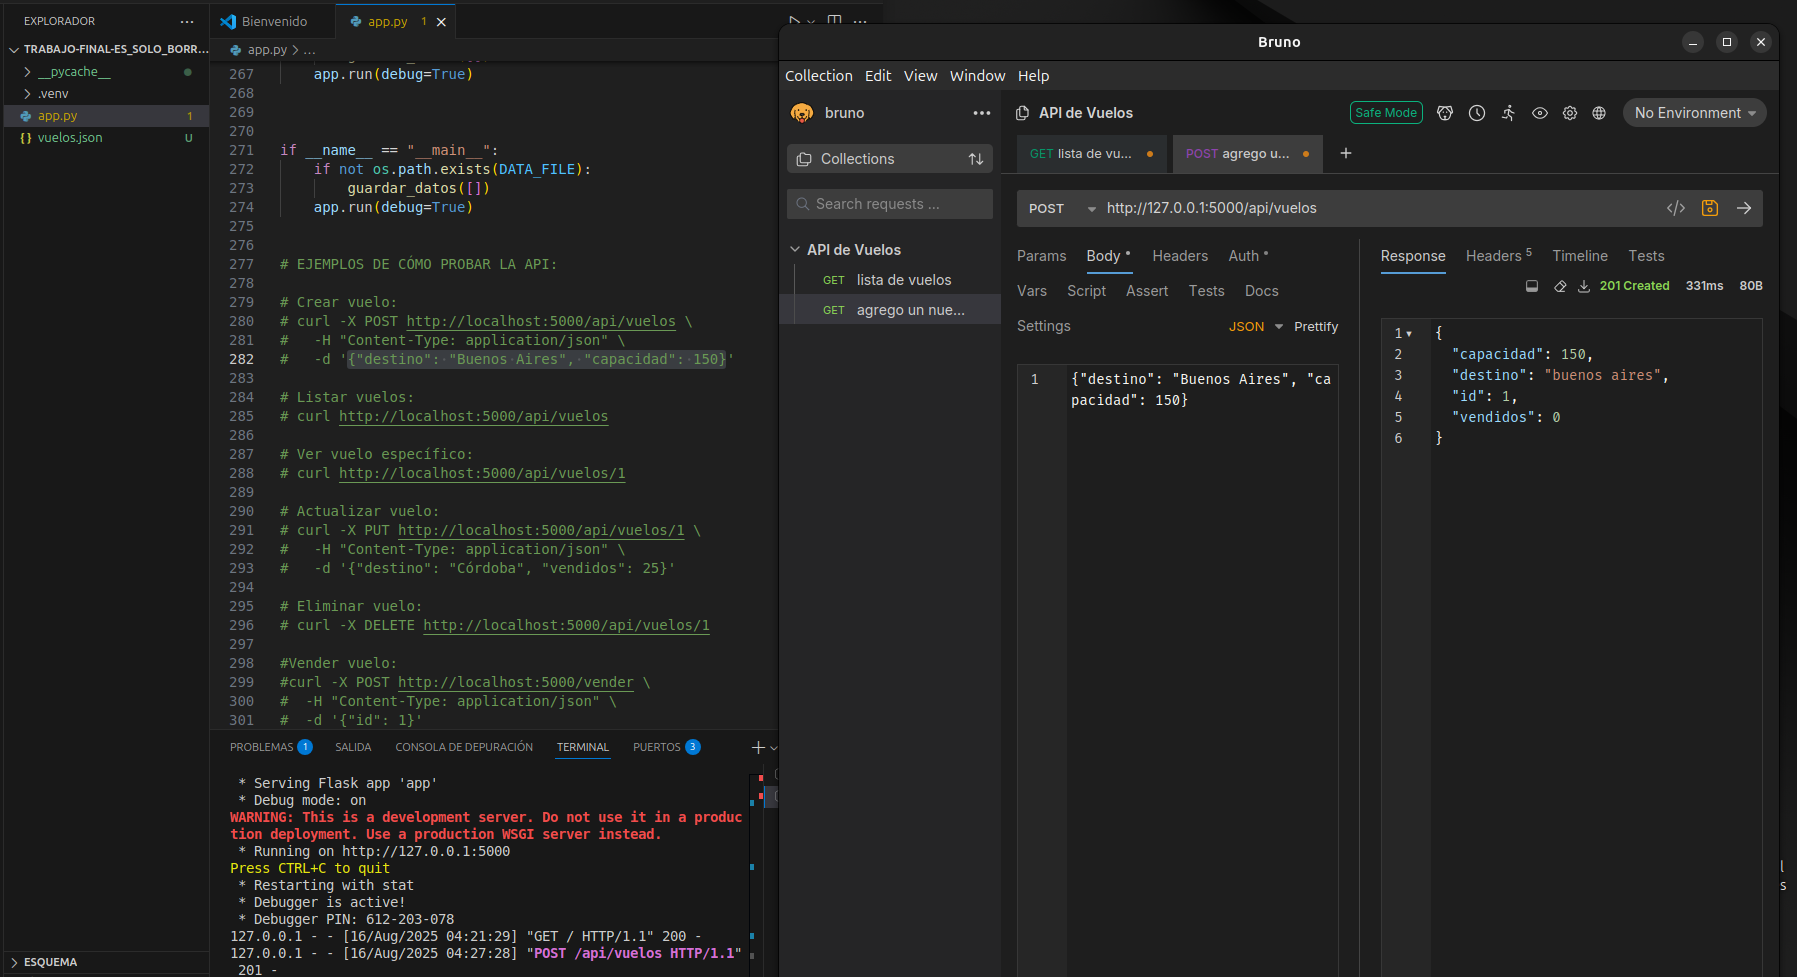 EXPLORADOR
TRABAJO-FINAL-ES_SOLO_BORR...
__pycache__
.venv
app.py 1
vuelos.json U
ESQUEMA
Bienvenido
app.py 1
app.py > ...
267 app.run(debug=True)
268
269
270
271 if __name__ == "__main__":
272 if not os.path.exists(DATA_FILE):
273 guardar_datos([])
274 app.run(debug=True)
275
276
277 # EJEMPLOS DE CÓMO PROBAR LA API:
278
279 # Crear vuelo:
280 # curl -X POST http://localhost:5000/api/vuelos \
281 #   -H "Content-Type: application/json" \
282 #   -d '{"destino": "Buenos Aires", "capacidad": 150}'
283
284 # Listar vuelos:
285 # curl http://localhost:5000/api/vuelos
286
287 # Ver vuelo específico:
288 # curl http://localhost:5000/api/vuelos/1
289
290 # Actualizar vuelo:
291 # curl -X PUT http://localhost:5000/api/vuelos/1 \
292 #   -H "Content-Type: application/json" \
293 #   -d '{"destino": "Córdoba", "vendidos": 25}'
294
295 # Eliminar vuelo:
296 # curl -X DELETE http://localhost:5000/api/vuelos/1
297
298 #Vender vuelo:
299 #curl -X POST http://localhost:5000/vender \
300 #  -H "Content-Type: application/json" \
301 #  -d '{"id": 1}'
PROBLEMAS 1 SALIDA CONSOLA DE DEPURACIÓN TERMINAL PUERTOS 3
* Serving Flask app 'app'
* Debug mode: on
WARNING: This is a development server. Do not use it in a produc
tion deployment. Use a production WSGI server instead.
* Running on http://127.0.0.1:5000
Press CTRL+C to quit
* Restarting with stat
* Debugger is active!
* Debugger PIN: 612-203-078
127.0.0.1 - - [16/Aug/2025 04:21:29] "GET / HTTP/1.1" 200 -
127.0.0.1 - - [16/Aug/2025 04:27:28] "POST /api/vuelos HTTP/1.1"
201 -
Bruno
Collection Edit View Window Help
bruno
Collections
Search requests ...
API de Vuelos
GET lista de vuelos
GET agrego un nue...
API de Vuelos
Safe Mode
No Environment
GET lista de vu...
POST agrego u...
POST http://127.0.0.1:5000/api/vuelos
Params Body Headers Auth
Vars Script Assert Tests Docs
Settings JSON Prettify
1 {"destino": "Buenos Aires", "ca
pacidad": 150}
Response Headers 5 Timeline Tests
201 Created 331ms 80B
1 {
2 "capacidad": 150,
3 "destino": "buenos aires",
4 "id": 1,
5 "vendidos": 0
6 }